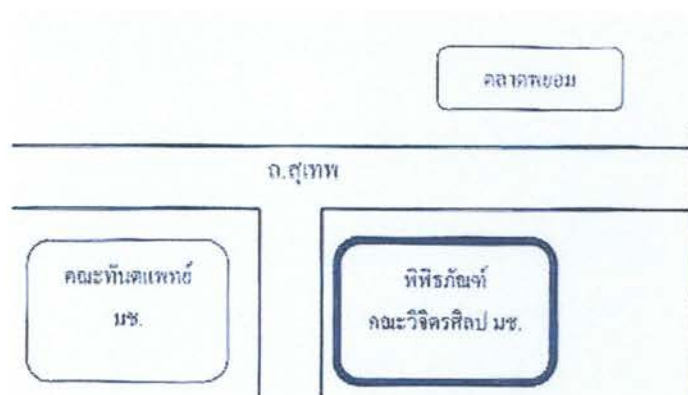 ตลาดพยอม
ถ.สุเทพ
คณะทันตแพทย์
มช.
พิพิธภัณฑ์
คณะวิจิตรศิลป มช.